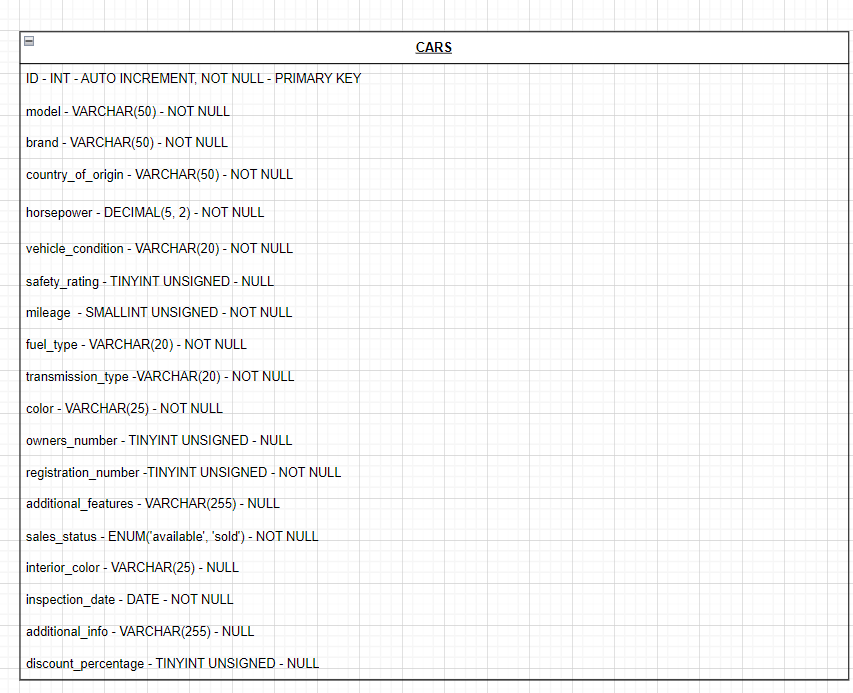 CARS
ID - INT - AUTO INCREMENT, NOT NULL - PRIMARY KEY
model - VARCHAR(50) - NOT NULL
brand - VARCHAR(50) - NOT NULL
country_of_origin - VARCHAR(50) - NOT NULL
horsepower - DECIMAL(5, 2) - NOT NULL
vehicle_condition - VARCHAR(20) - NOT NULL
safety_rating - TINYINT UNSIGNED - NULL
mileage  - SMALLINT UNSIGNED - NOT NULL
fuel_type - VARCHAR(20) - NOT NULL
transmission_type -VARCHAR(20) - NOT NULL
color - VARCHAR(25) - NOT NULL
owners_number - TINYINT UNSIGNED - NULL
registration_number -TINYINT UNSIGNED - NOT NULL
additional_features - VARCHAR(255) - NULL
sales_status - ENUM('available', 'sold') - NOT NULL
interior_color - VARCHAR(25) - NULL
inspection_date - DATE - NOT NULL
additional_info - VARCHAR(255) - NULL
discount_percentage - TINYINT UNSIGNED - NULL